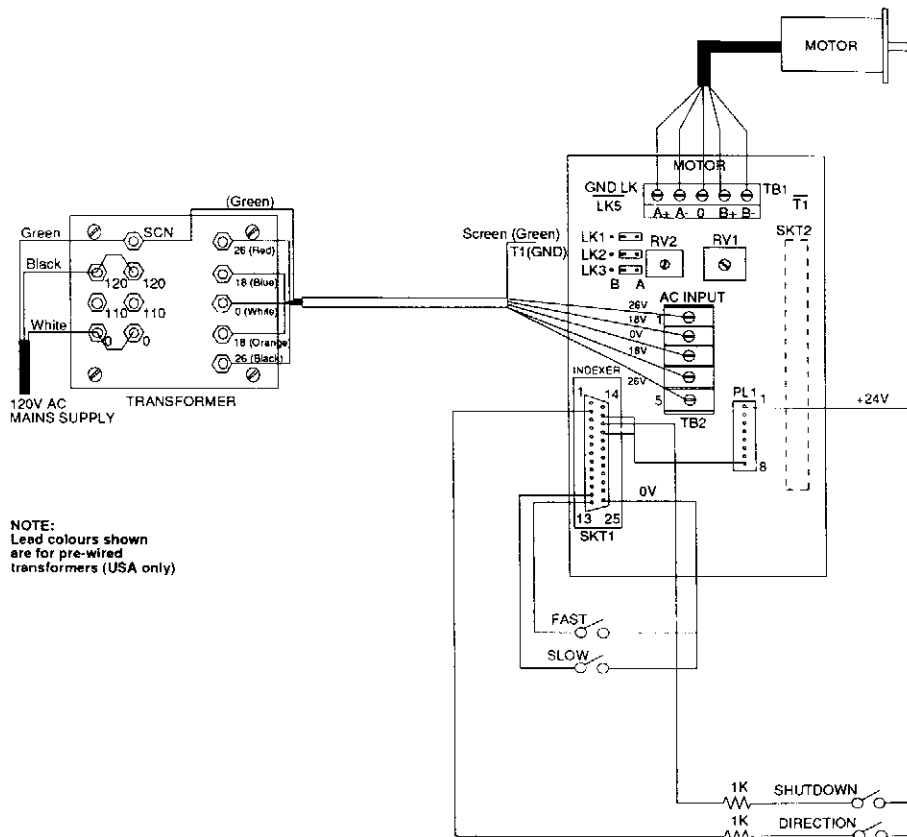 MOTOR
MOTOR
GND LK
LK5
A+ A- 0 B+ B-
TB1
T1
SKT2
LK1
LK2
LK3
B A
RV2
RV1
(Green)
Green
SCN
26 (Red)
Screen (Green)
T1(GND)
Black
120 120
18 (Blue)
110 110
0 (White)
White
0 0
18 (Orange)
26 (Black)
120V AC
MAINS SUPPLY
TRANSFORMER
AC INPUT
26V
1
18V
0V
18V
26V
5
TB2
INDEXER
1 14
PL1
1
8
+24V
0V
13 25
SKT1
NOTE:
Lead colours shown
are for pre-wired
transformers (USA only)
FAST
SLOW
1K SHUTDOWN
1K DIRECTION